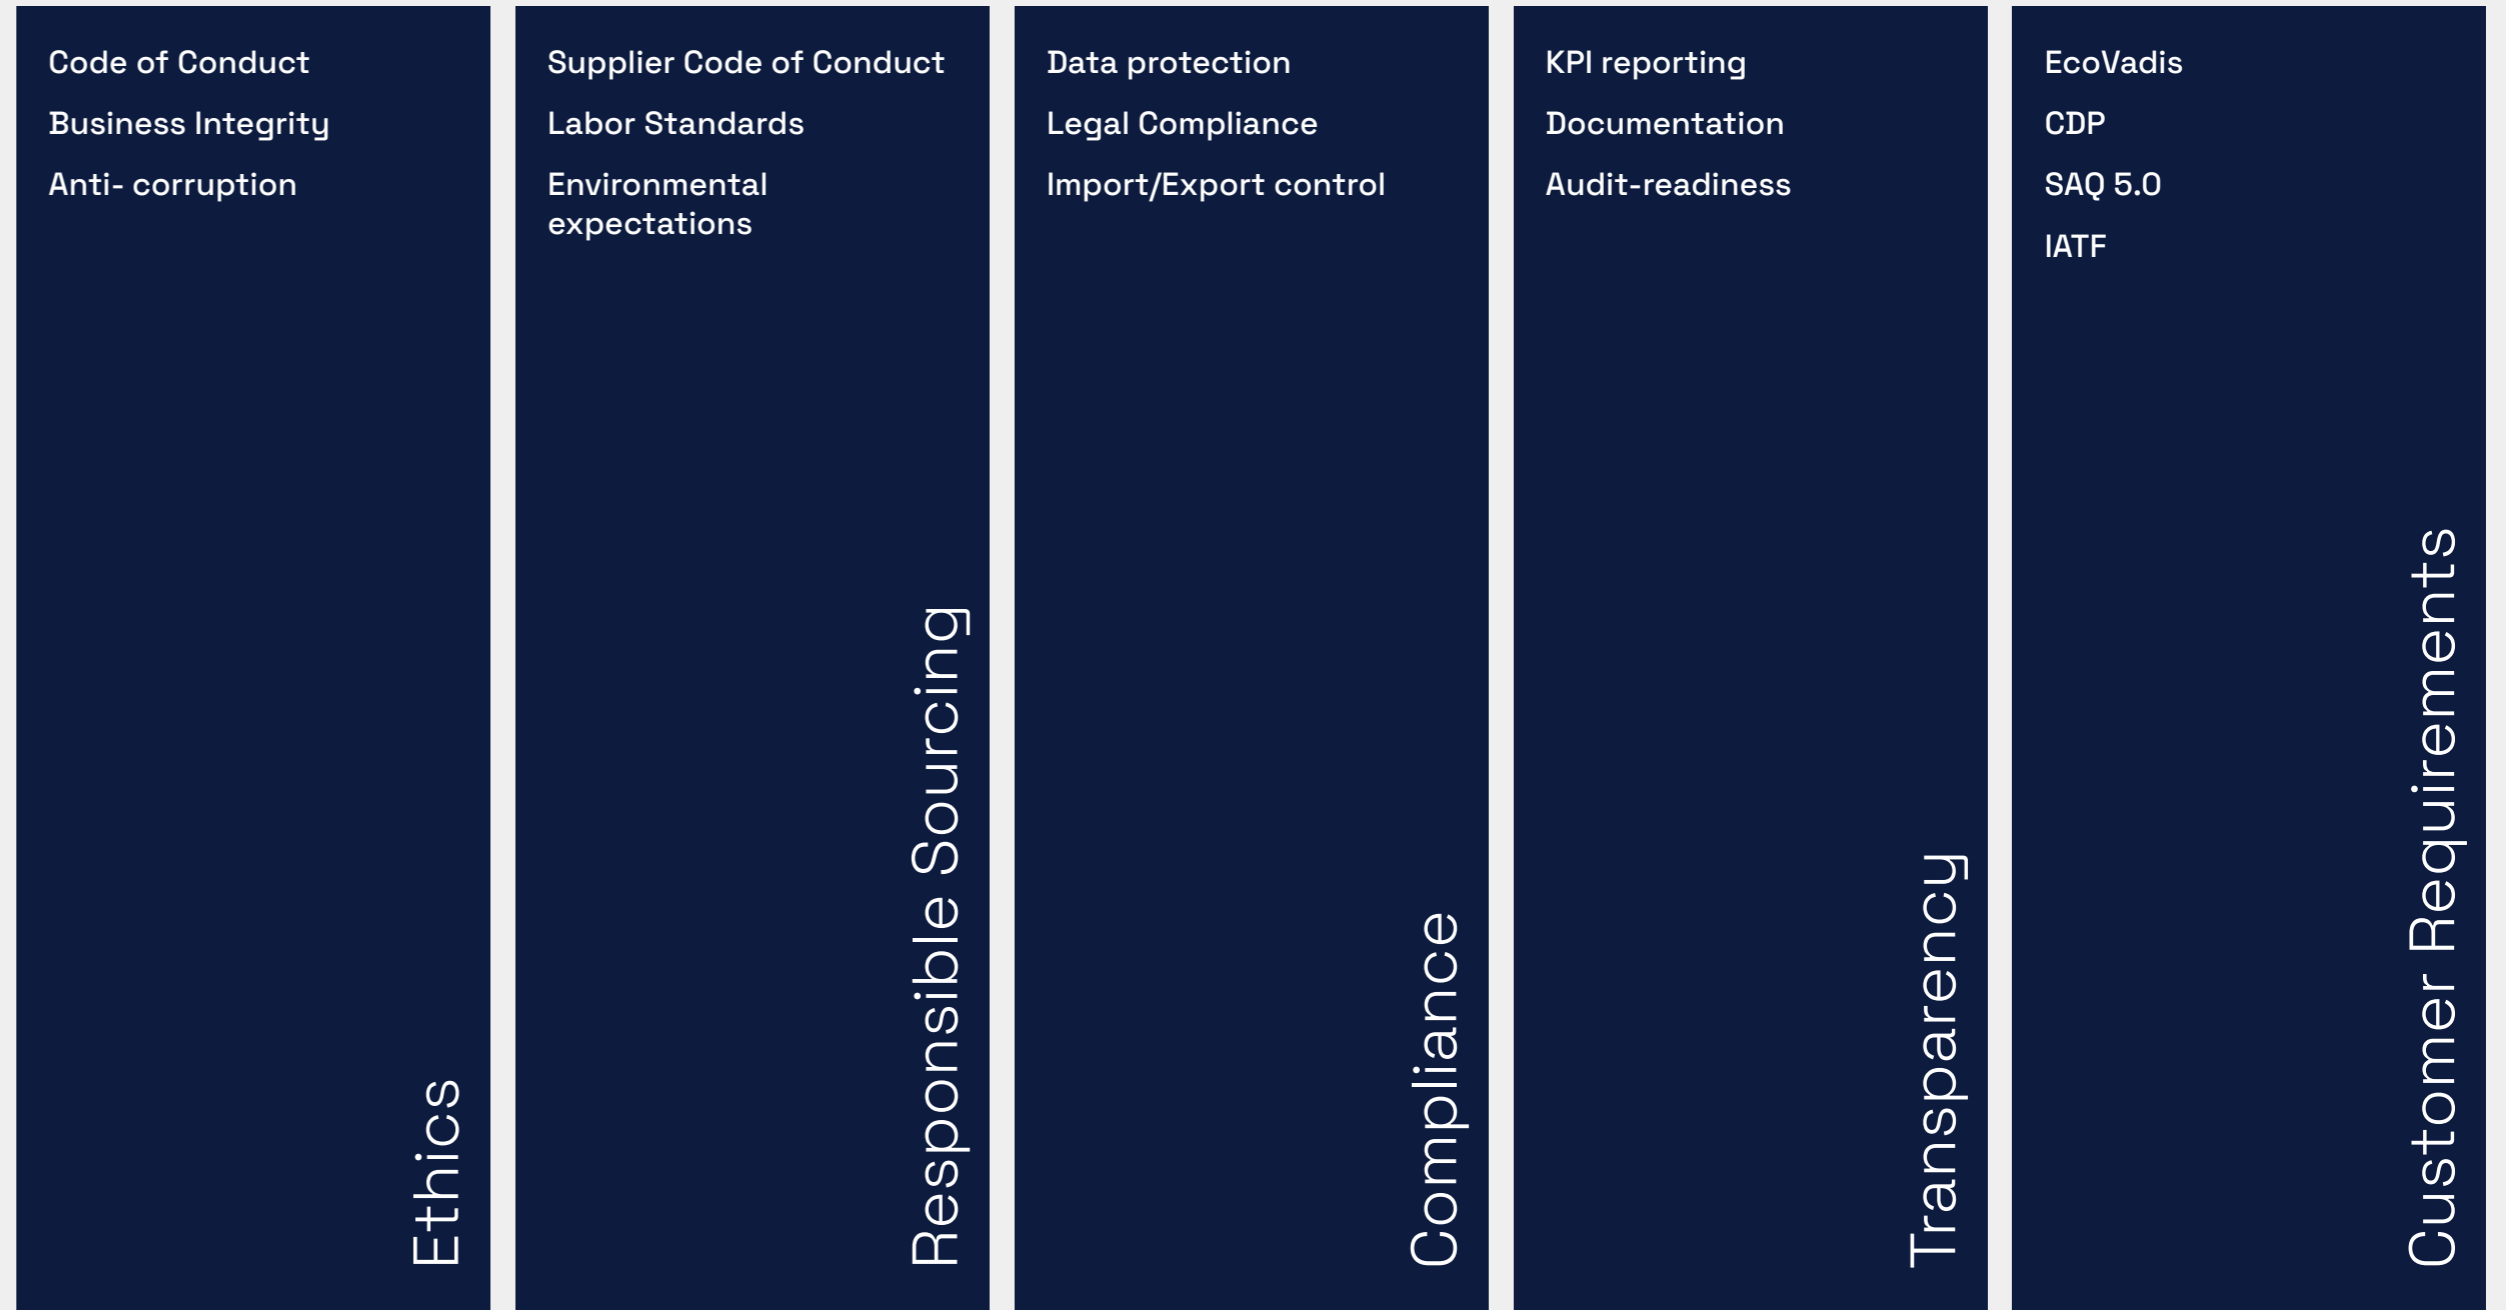 Code of Conduct
Business Integrity
Anti- corruption
Ethics
Supplier Code of Conduct
Labor Standards
Environmental
expectations
Responsible Sourcing
Data protection
Legal Compliance
Import/Export control
Compliance
KPI reporting
Documentation
Audit-readiness
Transparency
EcoVadis
CDP
SAQ 5.0
IATF
Customer Requirements